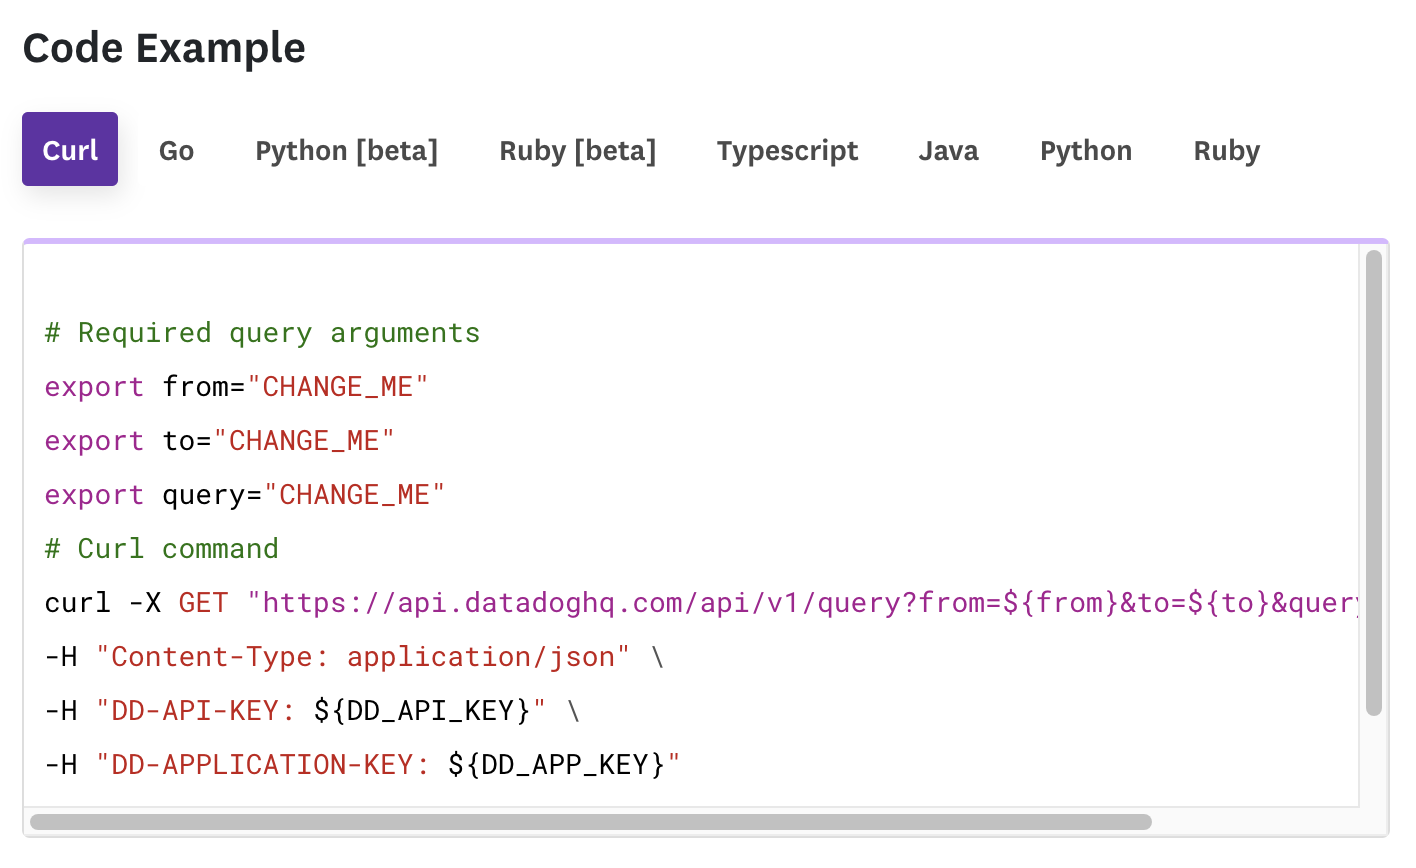 Code Example
Curl Go Python [beta] Ruby [beta] Typescript Java Python Ruby
# Required query arguments
export from="CHANGE_ME"
export to="CHANGE_ME"
export query="CHANGE_ME"
# Curl command
curl -X GET "https://api.datadoghq.com/api/v1/query?from=${from}&to=${to}&query
-H "Content-Type: application/json" \
-H "DD-API-KEY: ${DD_API_KEY}" \
-H "DD-APPLICATION-KEY: ${DD_APP_KEY}"